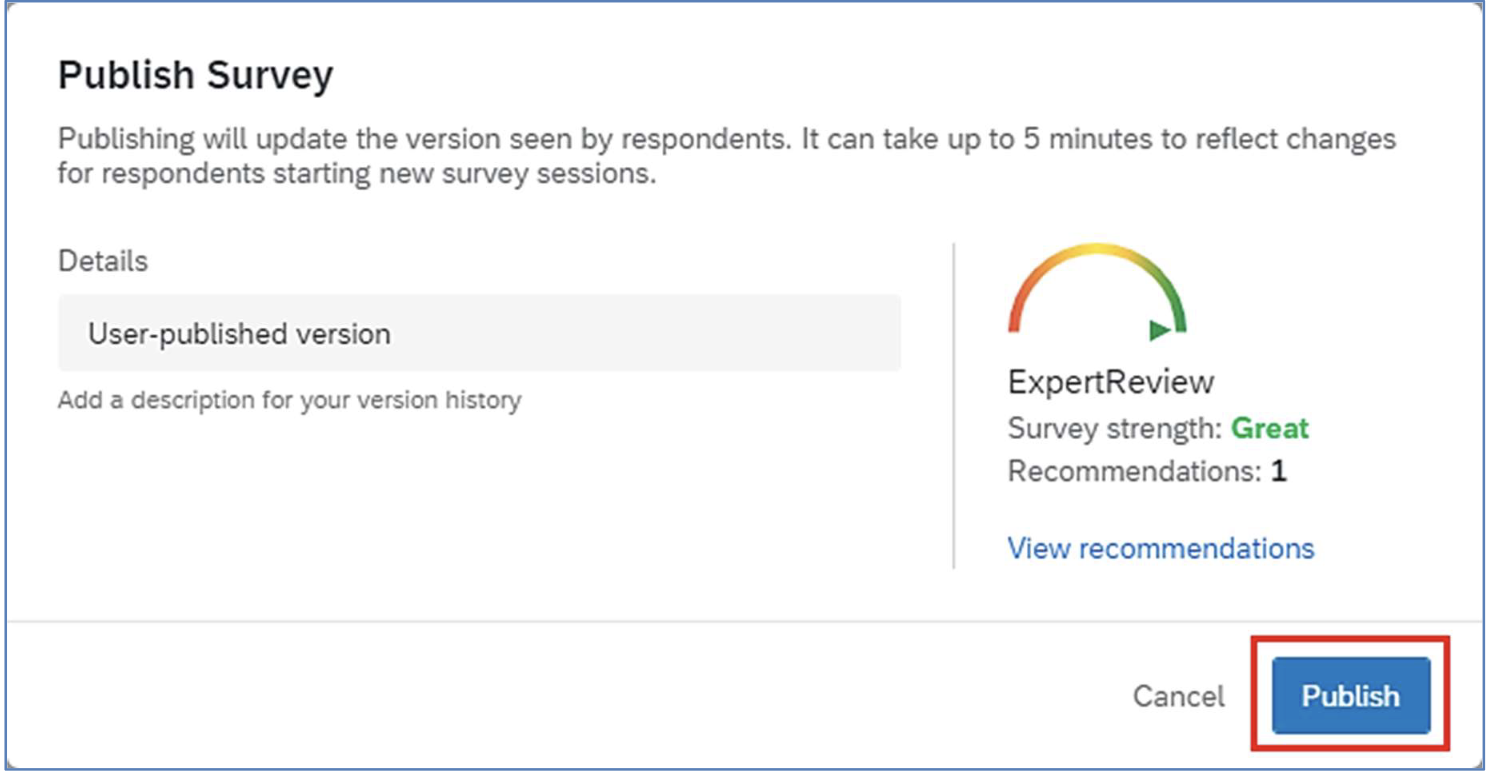 Publish Survey
Publishing will update the version seen by respondents. It can take up to 5 minutes to reflect changes
for respondents starting new survey sessions.
Details
User-published version
Add a description for your version history
ExpertReview
Survey strength: Great
Recommendations: 1
View recommendations
Cancel
Publish